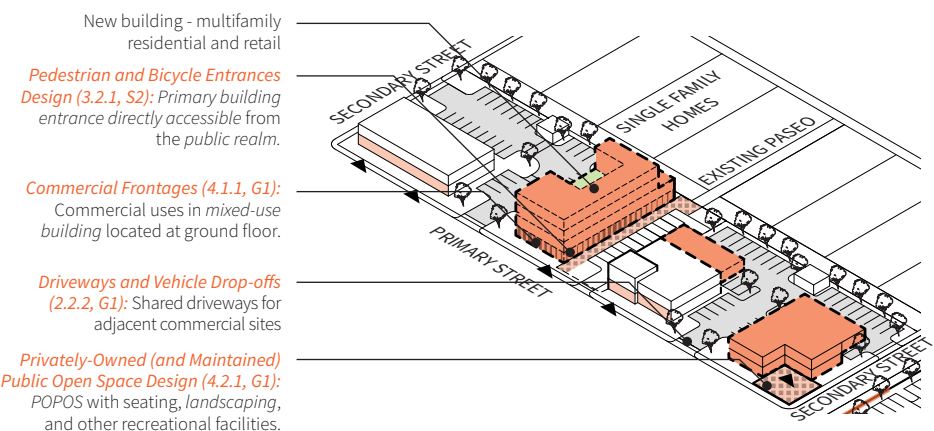 New building - multifamily
residential and retail
Pedestrian and Bicycle Entrances
Design (3.2.1, S2): Primary building
entrance directly accessible from
the public realm.
Commercial Frontages (4.1.1, G1):
Commercial uses in mixed-use
building located at ground floor.
Driveways and Vehicle Drop-offs
(2.2.2, G1): Shared driveways for
adjacent commercial sites
Privately-Owned (and Maintained)
Public Open Space Design (4.2.1, G1):
POPOS with seating, landscaping,
and other recreational facilities.
SECONDARY STREET
SINGLE FAMILY
HOMES
EXISTING PASEO
PRIMARY STREET
SECONDARY STREET